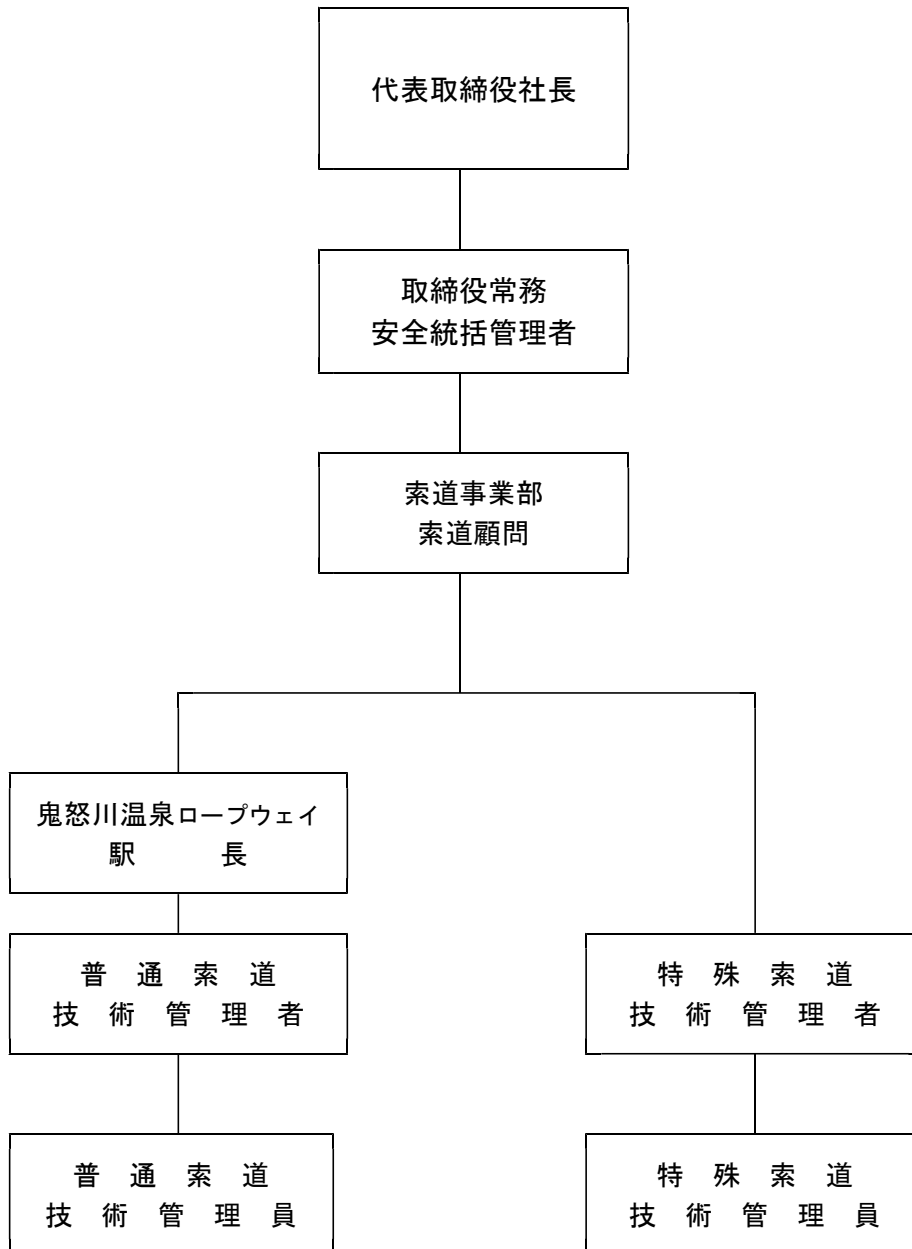 代表取締役社長
取締役常務
安全統括管理者
索道事業部
索道顧問
鬼怒川温泉ロープウェイ
駅　　長
普　通　索　道
技　術　管　理　者
特　殊　索　道
技　術　管　理　者
普　通　索　道
技　術　管　理　員
特　殊　索　道
技　術　管　理　員